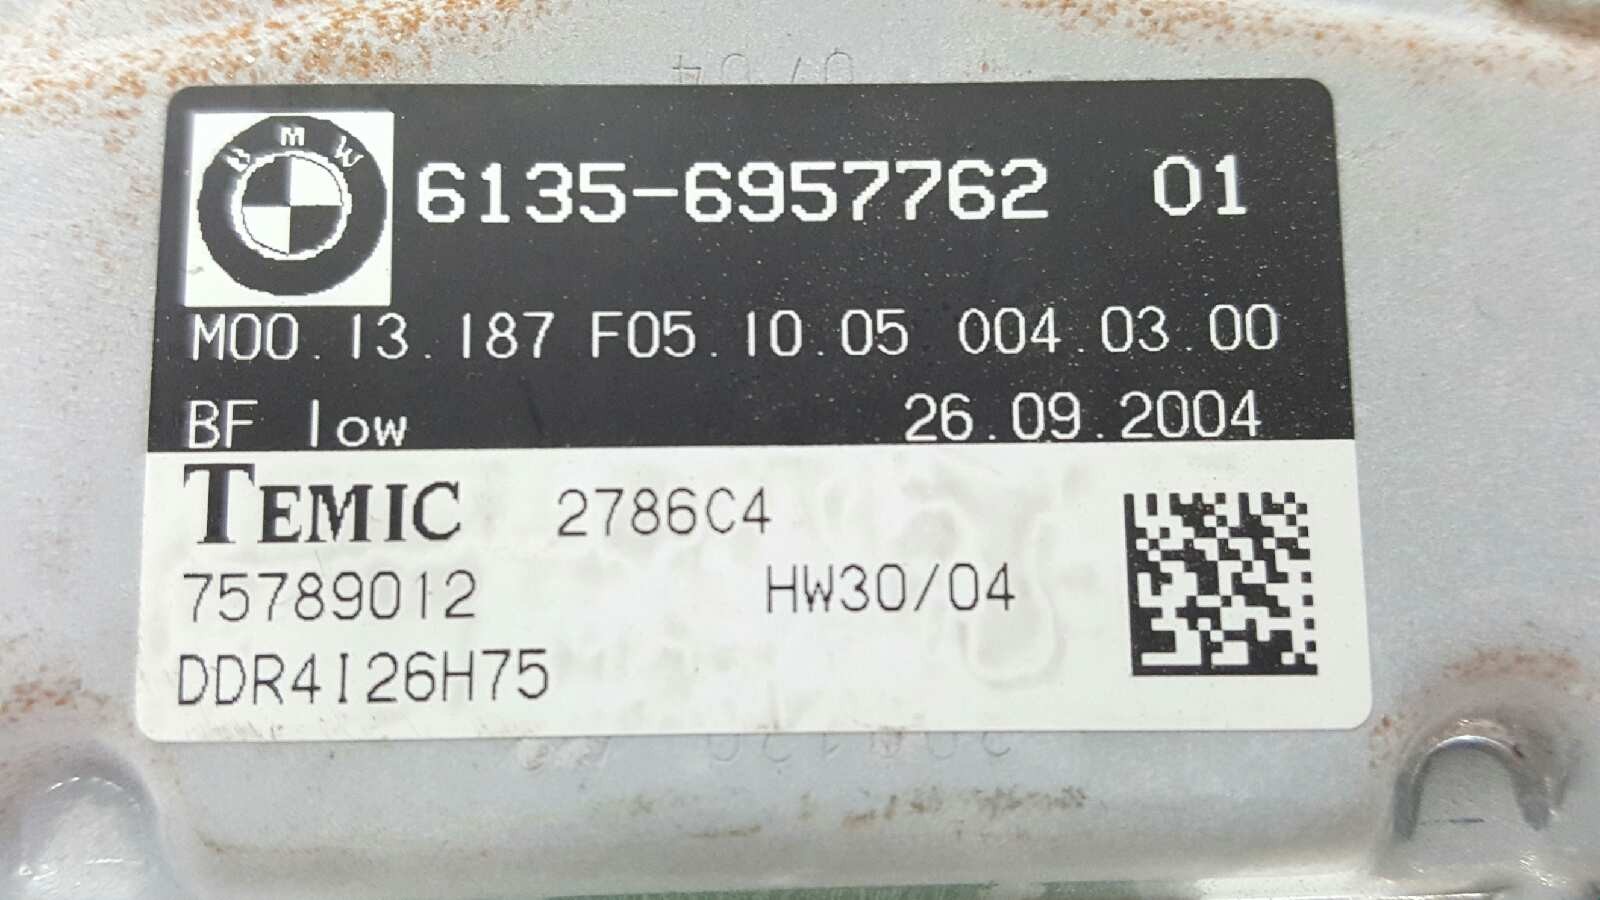 BMW
6135-6957762 01
M00.13.187 F05.10.05 004.03.00
BF low 26.09.2004
TEMIC 2786C4
75789012 HW30/04
DDR4I26H75